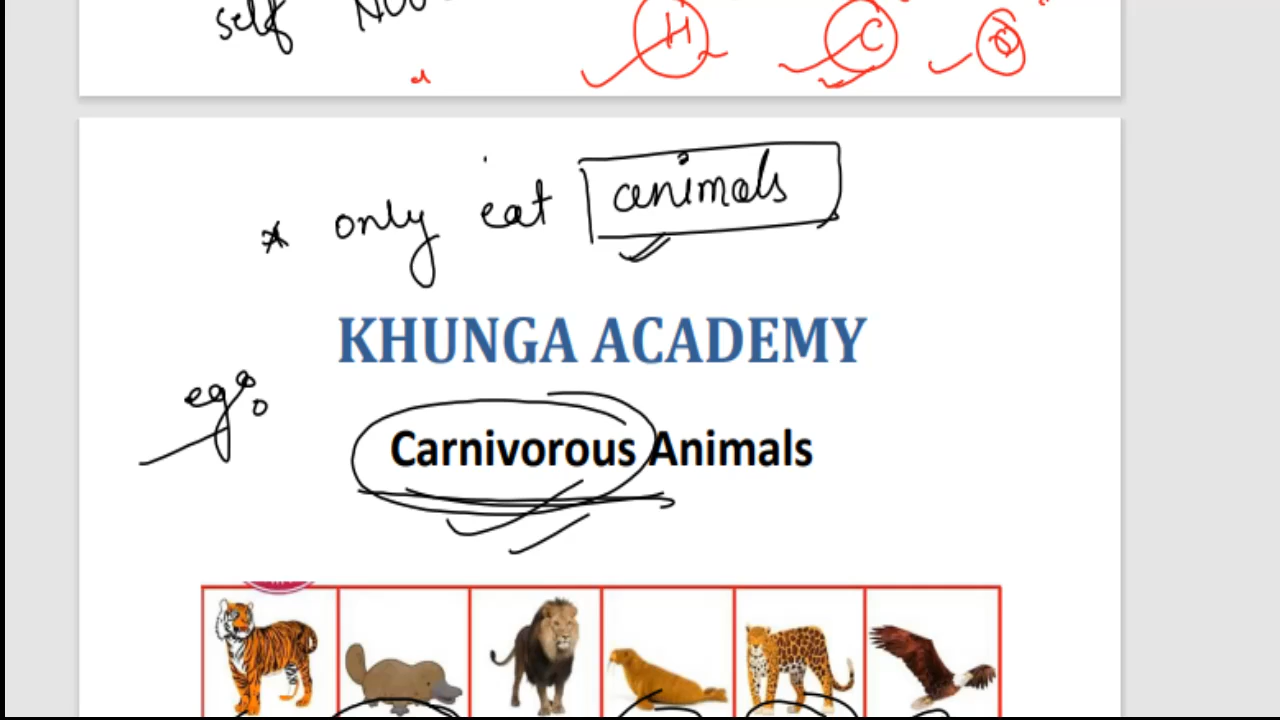 self
H C O
* only eat animals
KHUNGA ACADEMY
eg:
Carnivorous Animals